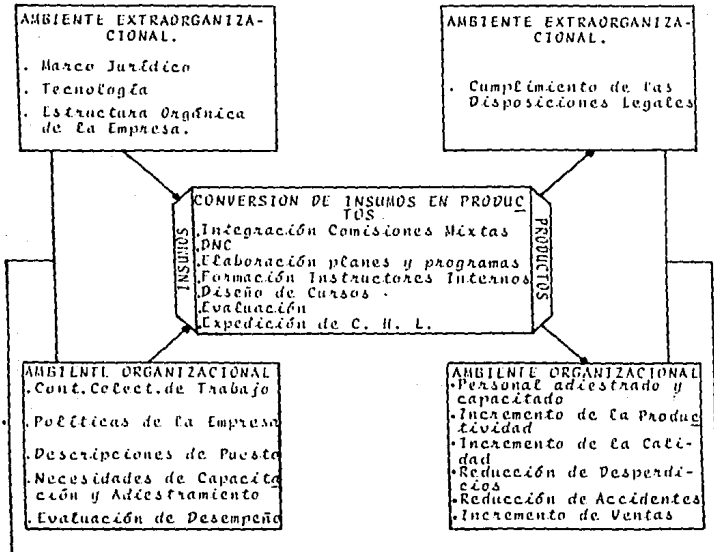 AMBIENTE EXTRAORGANIZA-
CIONAL.
. Marco Jurídico
. Tecnología
. Estructura Orgánica
de la Empresa.
AMBIENTE EXTRAORGANIZA-
CIONAL.
. Cumplimiento de las
Disposiciones Legales
INSUMOS
CONVERSION DE INSUMOS EN PRODUC
TOS
.Integración Comisiones Mixtas
.DNC
.Elaboración planes y programas
.Formación Instructores Internos
.Diseño de Cursos .
.Evaluación
.Expedición de C. H. L.
PRODUCTOS
AMBIENTE ORGANIZACIONAL
.Cont.Colect.de Trabajo
.Políticas de la Empresa
.Descripciones de Puesto
.Necesidades de Capacita
ción y Adiestramiento
.Evaluación de Desempeño
AMBIENTE ORGANIZACIONAL
.Personal adiestrado y
capacitado
.Incremento de la Produc
tividad
.Incremento de la Cali-
dad
.Reducción de Desperdi-
cios
.Reducción de Accidentes
.Incremento de Ventas